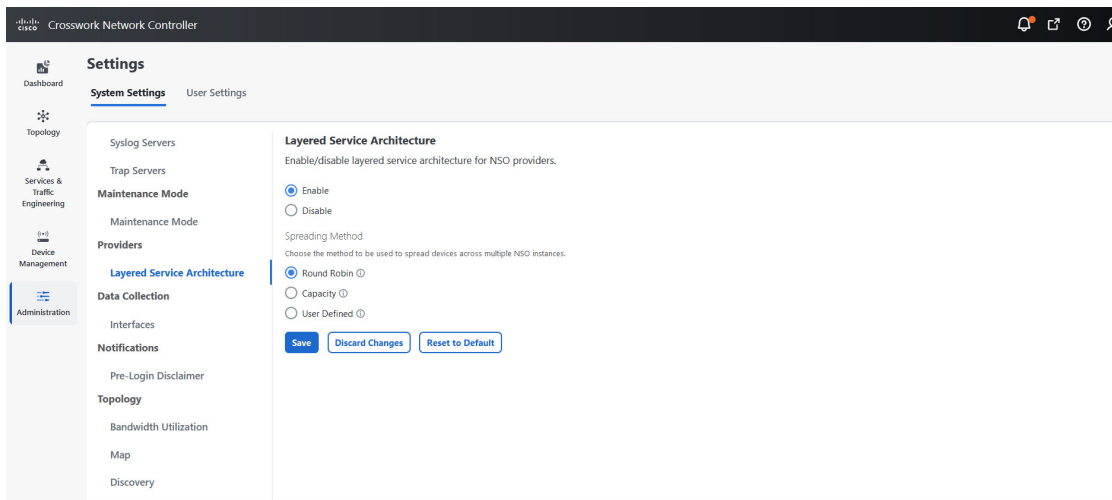 cisco Crosswork Network Controller
Dashboard
Topology
Services &
Traffic
Engineering
Device
Management
Administration
Settings
System Settings User Settings
Syslog Servers
Trap Servers
Maintenance Mode
Maintenance Mode
Providers
Layered Service Architecture
Data Collection
Interfaces
Notifications
Pre-Login Disclaimer
Topology
Bandwidth Utilization
Map
Discovery
Layered Service Architecture
Enable/disable layered service architecture for NSO providers.
Enable
Disable
Spreading Method
Choose the method to be used to spread devices across multiple NSO instances.
Round Robin
Capacity
User Defined
Save Discard Changes Reset to Default